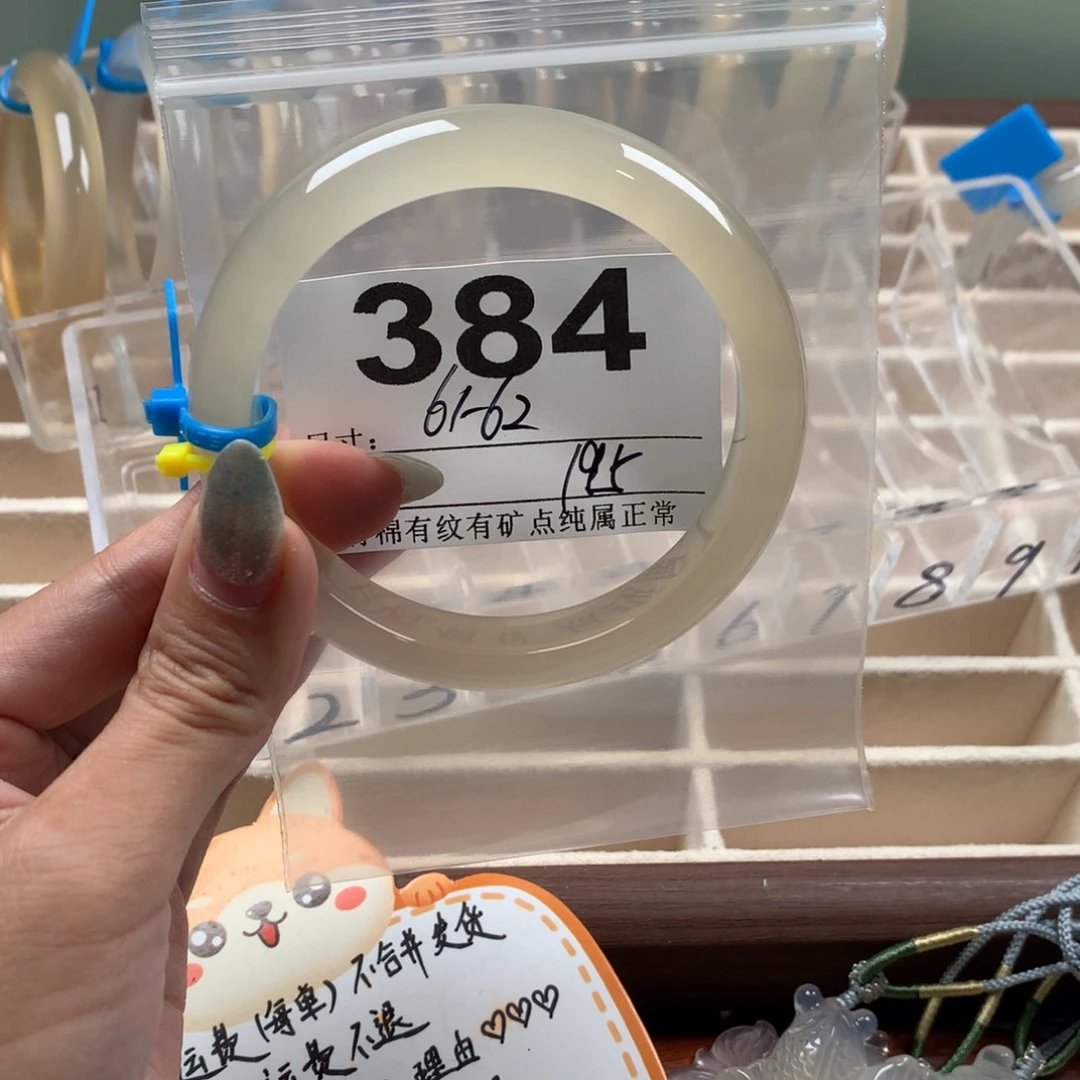 384
61-62
尺寸：
195
棉有纹有矿点纯属正常
8 9
6 7
2 3
运费(每单)不合并发货
运费不退
理由♡♡♡